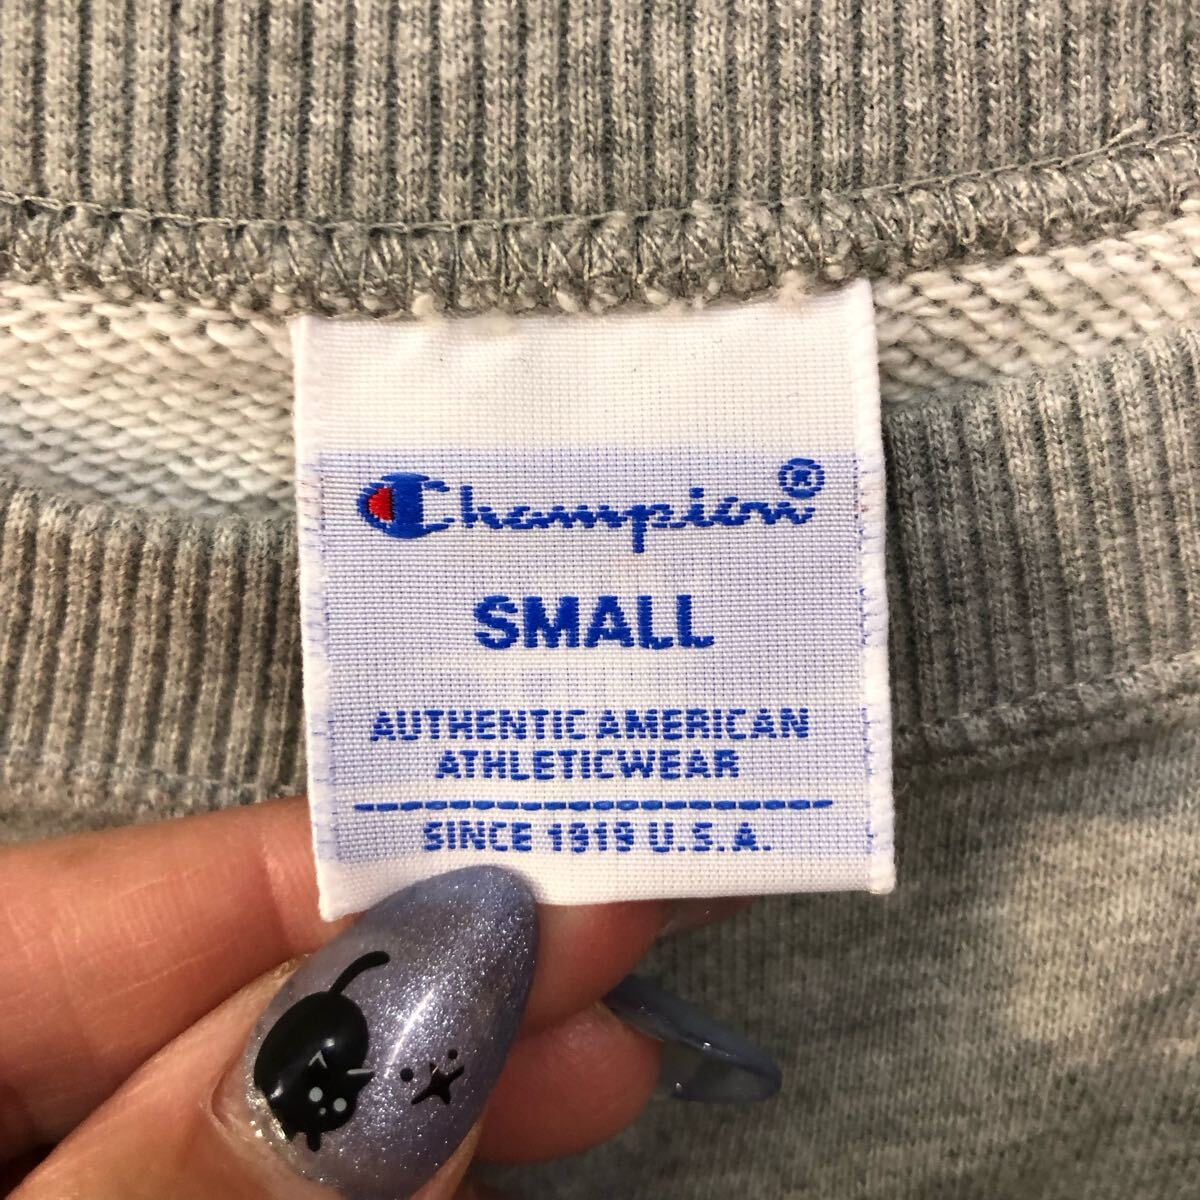 Champion®
SMALL
AUTHENTIC AMERICAN
ATHLETICWEAR
SINCE 1919 U.S.A.